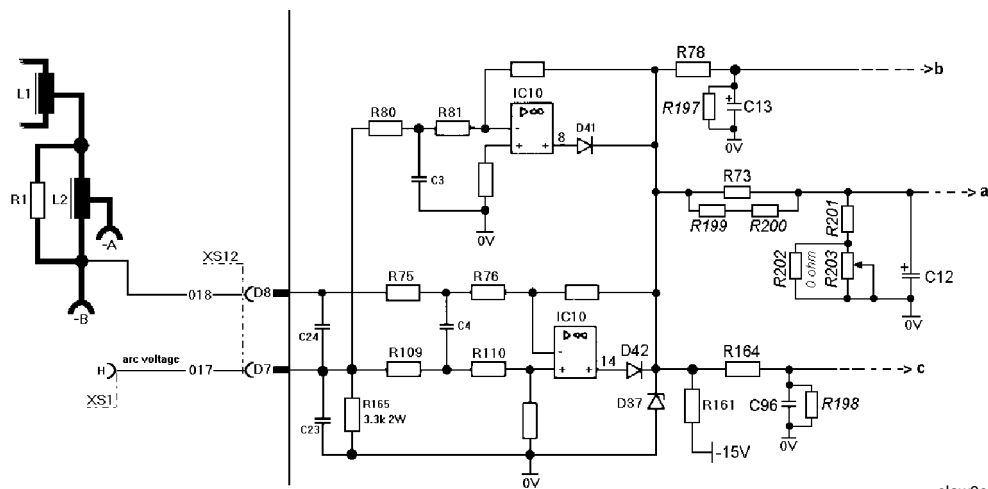 L1
R1
L2
-A
-B
XS12
018
D8
H
arc voltage
017
D7
XS1
R80
R81
IC10
▷∞
-
+
+
8
D41
C3
0V
R78
->b
R197
+
C13
0V
R73
->a
R199
R200
R201
R202
0 ohm
R203
+
C12
0V
R75
R76
C24
C4
R109
R110
IC10
▷∞
-
+
+
14
D42
R164
-> c
R165
3.3k 2W
C23
D37
R161
C96
R198
0V
-15V
0V